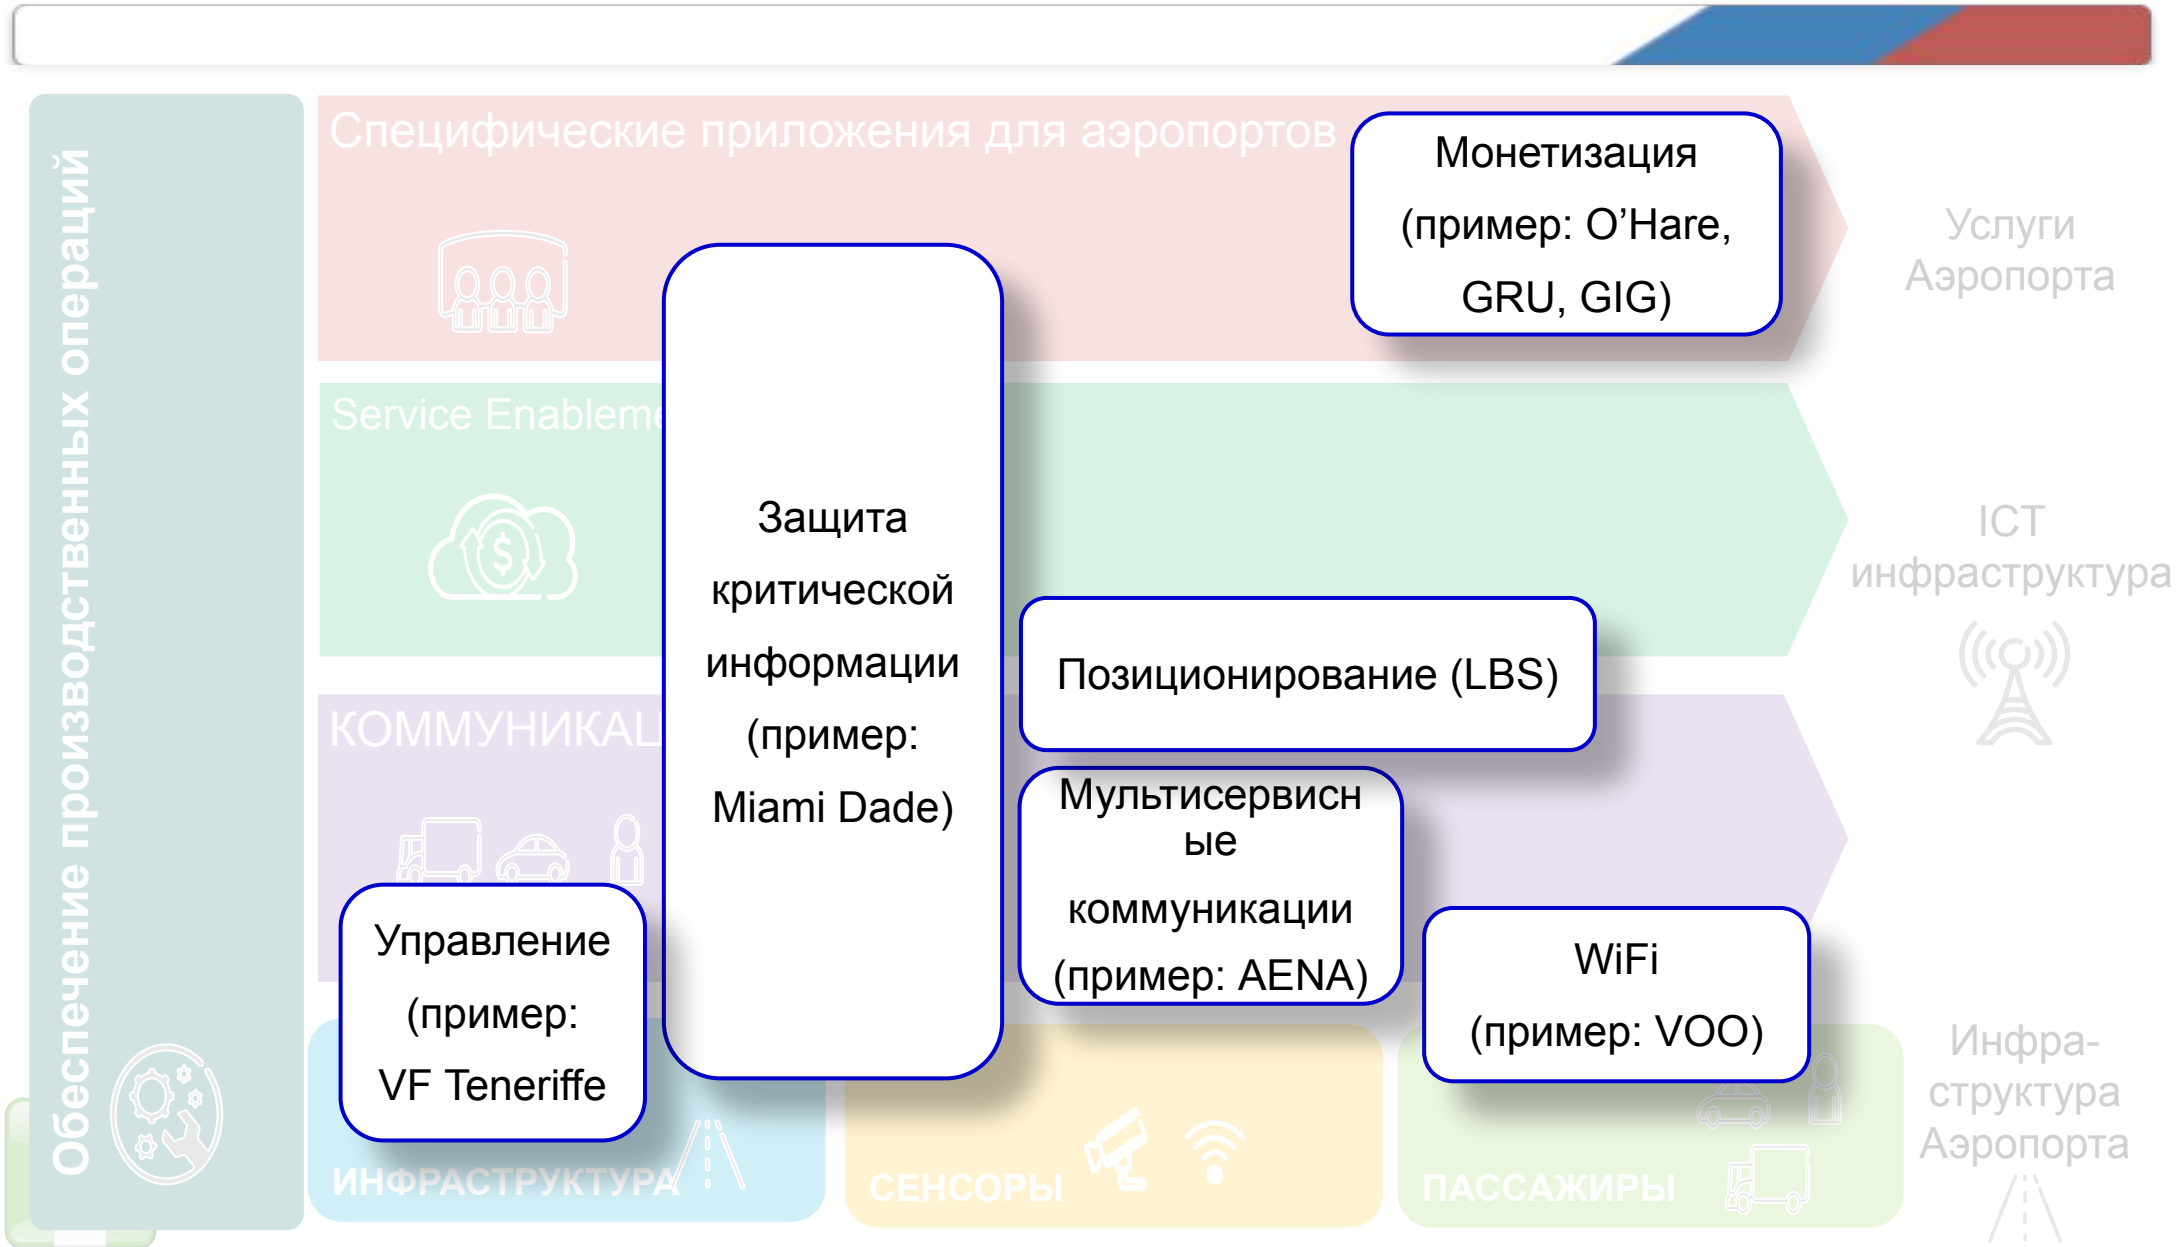 Обеспечение производственных операций
Специфические приложения для аэропортов
Монетизация
(пример: O’Hare,
GRU, GIG)
Услуги
Аэропорта
Service
Защита
критической
информации
(пример:
Miami Dade)
ICT
инфраструктура
Позиционирование (LBS)
Мультисервисн
ые
коммуникации
(пример: AENA)
Управление
(пример:
VF Teneriffe
WiFi
(пример: VOO)
ИНФРАСТРУКТУРА
СЕНСОРЫ
ПАССАЖИРЫ
Инфра-
структура
Аэропорта